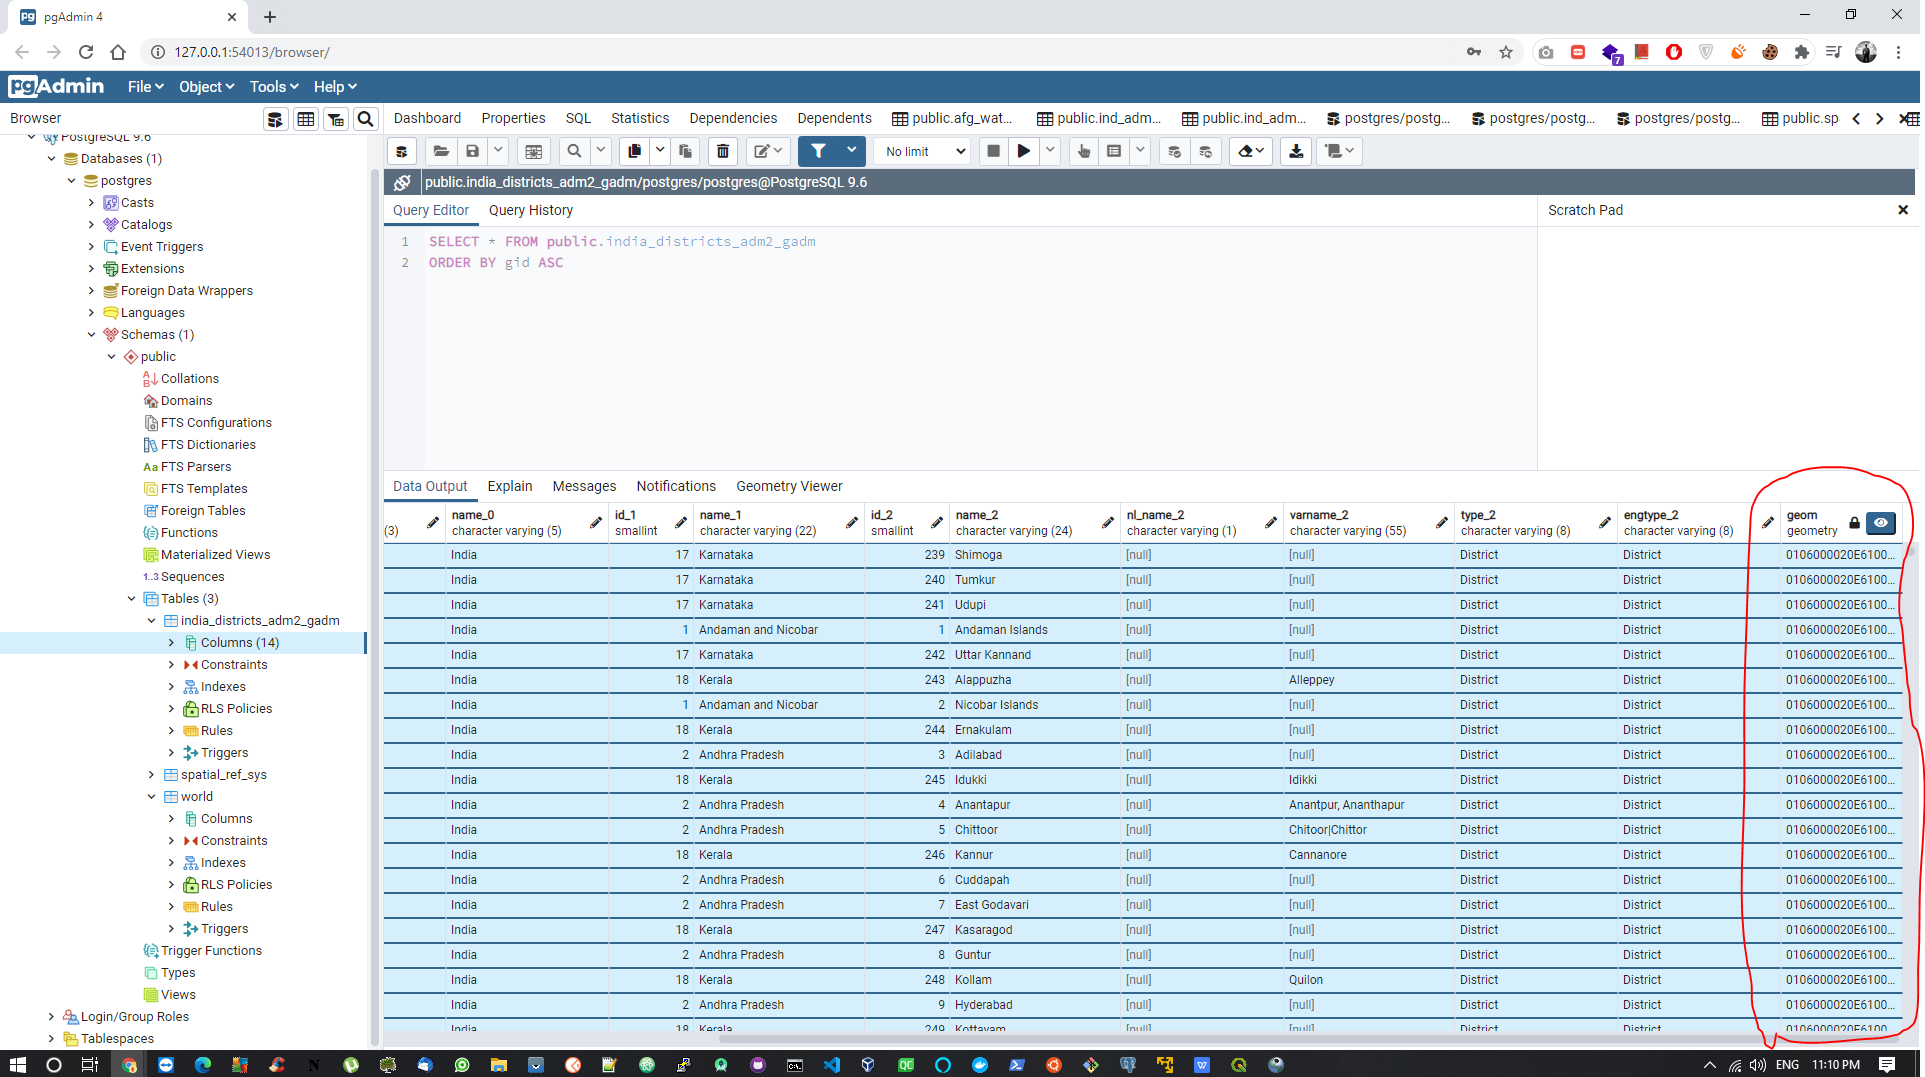 pgAdmin 4
127.0.0.1:54013/browser/
7
pgAdmin File Object Tools Help
Browser
Dashboard Properties SQL Statistics Dependencies Dependents public.afg_wat... public.ind_adm... public.ind_adm... postgres/postg... postgres/postg... postgres/postg... public.sp
PostgreSQL 9.6
Databases (1)
postgres
Casts
Catalogs
Event Triggers
Extensions
Foreign Data Wrappers
Languages
Schemas (1)
public
Collations
Domains
FTS Configurations
FTS Dictionaries
Aa FTS Parsers
FTS Templates
Foreign Tables
Functions
Materialized Views
1..3 Sequences
Tables (3)
india_districts_adm2_gadm
Columns (14)
Constraints
Indexes
RLS Policies
Rules
Triggers
spatial_ref_sys
world
Columns
Constraints
Indexes
RLS Policies
Rules
Triggers
Trigger Functions
Types
Views
Login/Group Roles
Tablespaces
No limit
public.india_districts_adm2_gadm/postgres/postgres@PostgreSQL 9.6
Query Editor Query History
Scratch Pad
1 SELECT * FROM public.india_districts_adm2_gadm
2 ORDER BY gid ASC
Data Output Explain Messages Notifications Geometry Viewer
name_0 id_1 name_1 id_2 name_2 nl_name_2 varname_2 type_2 engtype_2 geom
(3) character varying (5) smallint character varying (22) smallint character varying (24) character varying (1) character varying (55) character varying (8) character varying (8) geometry
India 17 Karnataka 239 Shimoga [null] [null] District District 0106000020E6100...
India 17 Karnataka 240 Tumkur [null] [null] District District 0106000020E6100...
India 17 Karnataka 241 Udupi [null] [null] District District 0106000020E6100...
India 1 Andaman and Nicobar 1 Andaman Islands [null] [null] District District 0106000020E6100...
India 17 Karnataka 242 Uttar Kannand [null] [null] District District 0106000020E6100...
India 18 Kerala 243 Alappuzha [null] Alleppey District District 0106000020E6100...
India 1 Andaman and Nicobar 2 Nicobar Islands [null] [null] District District 0106000020E6100...
India 18 Kerala 244 Ernakulam [null] [null] District District 0106000020E6100...
India 2 Andhra Pradesh 3 Adilabad [null] [null] District District 0106000020E6100...
India 18 Kerala 245 Idukki [null] Idikki District District 0106000020E6100...
India 2 Andhra Pradesh 4 Anantapur [null] Anantpur, Ananthapur District District 0106000020E6100...
India 2 Andhra Pradesh 5 Chittoor [null] Chitoor|Chittor District District 0106000020E6100...
India 18 Kerala 246 Kannur [null] Cannanore District District 0106000020E6100...
India 2 Andhra Pradesh 6 Cuddapah [null] [null] District District 0106000020E6100...
India 2 Andhra Pradesh 7 East Godavari [null] [null] District District 0106000020E6100...
India 18 Kerala 247 Kasaragod [null] [null] District District 0106000020E6100...
India 2 Andhra Pradesh 8 Guntur [null] [null] District District 0106000020E6100...
India 18 Kerala 248 Kollam [null] Quilon District District 0106000020E6100...
India 2 Andhra Pradesh 9 Hyderabad [null] [null] District District 0106000020E6100...
India 18 Kerala 249 Kottayam [null] [null] District District 0106000020E6100...
ENG 11:10 PM